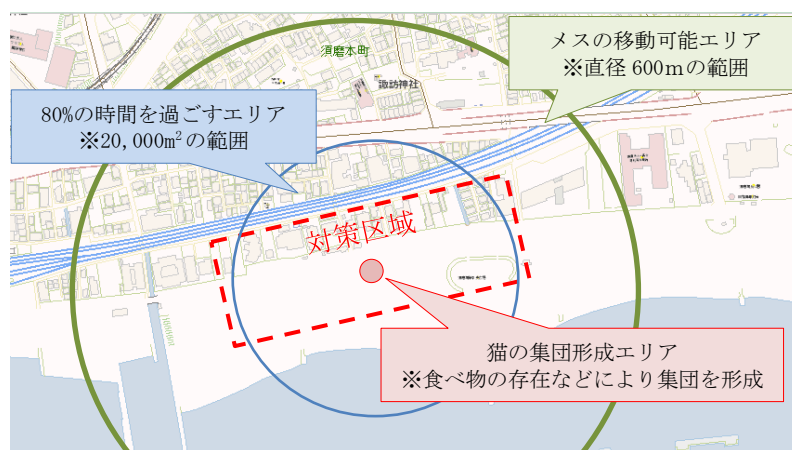 須磨本町
諏訪神社
メスの移動可能エリア
※直径 600mの範囲
80%の時間を過ごすエリア
※20,000m²の範囲
対策区域
猫の集団形成エリア
※食べ物の存在などにより集団を形成